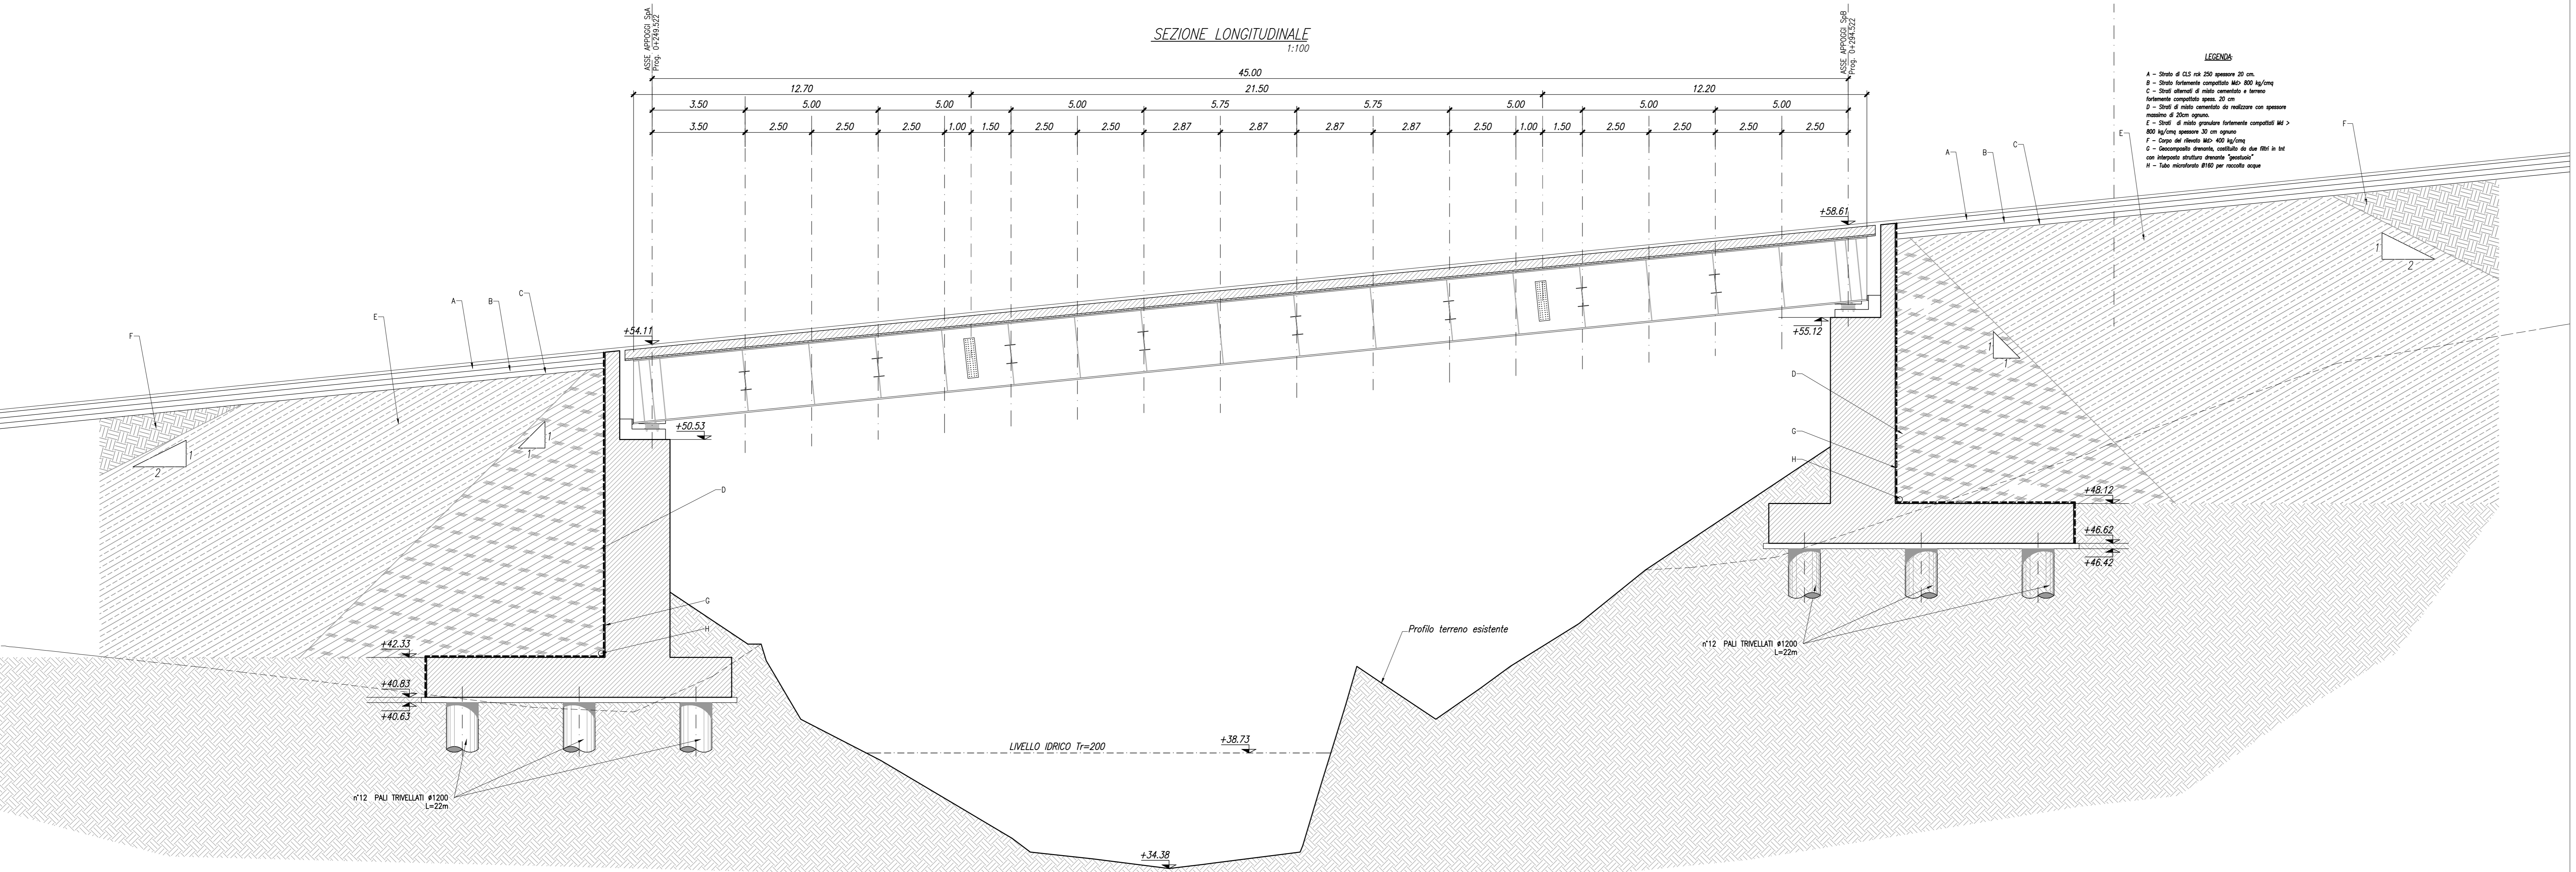 SEZIONE LONGITUDINALE
1:100
ASSE APPOGGI SpA
Prog. 0+249.522
ASSE APPOGGI SpB
Prog. 0+294.522
45.00
12.70 21.50 12.20
3.50 5.00 5.00 5.00 5.75 5.75 5.00 5.00 5.00
3.50 2.50 2.50 2.50 1.00 1.50 2.50 2.50 2.87 2.87 2.87 2.87 2.50 1.00 1.50 2.50 2.50 2.50 2.50
LEGENDA:
A - Strato di CLS rck 250 spessore 20 cm.
B - Strato fortemente compattato Md> 800 kg/cmq
C - Strati alternati di misto cementato e terreno
fortemente compattato spess. 20 cm
D - Strati di misto cementato da realizzare con spessore
massimo di 20cm ognuno.
E - Strati di misto granulare fortemente compattati Md >
800 kg/cmq spessore 30 cm ognuno
F - Corpo del rilevato Md> 400 kg/cmq
G - Geocomposito drenante, costituito da due filtri in tnt
con interposta struttura drenante "geostuoia"
H - Tubo microforato Ø160 per raccolta acque
A B C E F
+58.61
1
2
+54.11
+55.12
1
1
A B C E F
+50.53
1
1
1
2
D
G
H
D
G
H
+48.12
+46.62
+46.42
+42.33
+40.83
+40.63
Profilo terreno esistente
n°12 PALI TRIVELLATI ø1200
L=22m
LIVELLO IDRICO Tr=200
+38.73
n°12 PALI TRIVELLATI ø1200
L=22m
+34.38